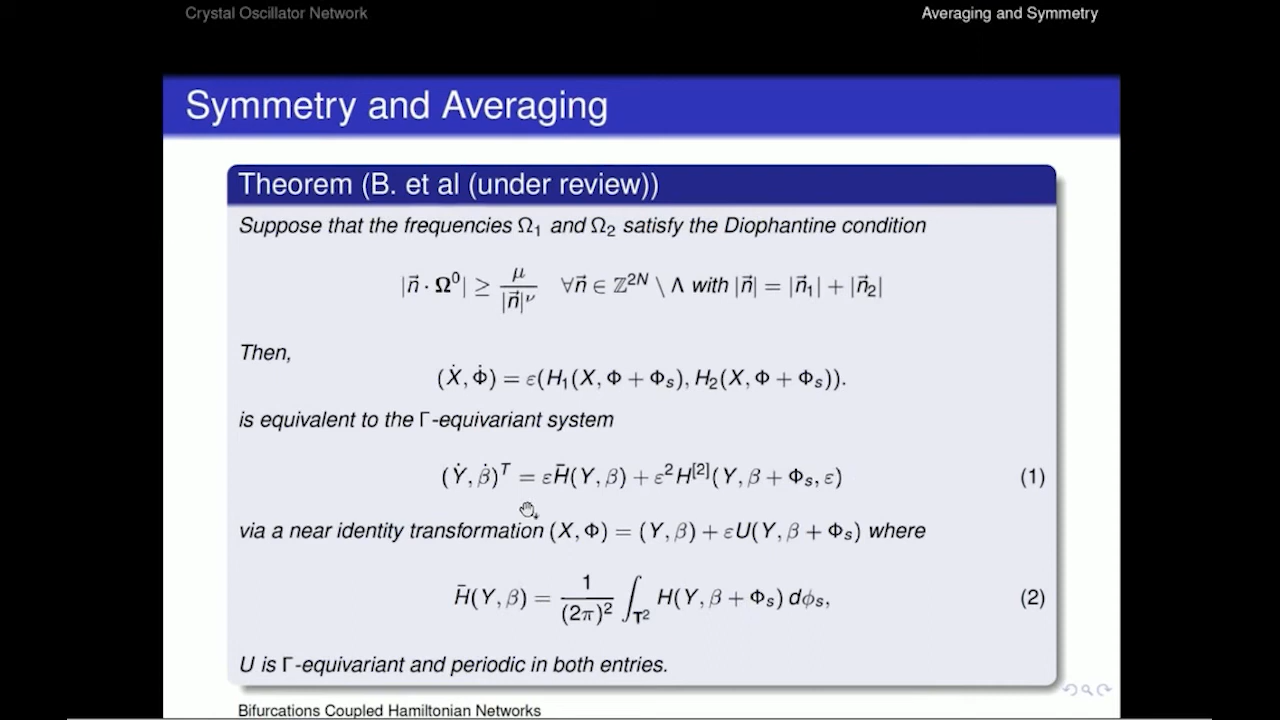 Crystal Oscillator Network
Averaging and Symmetry
Symmetry and Averaging
Theorem (B. et al (under review))
Suppose that the frequencies Ω₁ and Ω₂ satisfy the Diophantine condition
|n⃗ · Ω⁰| ≥ μ/|n⃗|^ν ∀n⃗ ∈ ℤ^{2N} \ Λ with |n⃗| = |n⃗₁| + |n⃗₂|
Then,
(Ẋ, Φ̇) = ε(H₁(X, Φ + Φₛ), H₂(X, Φ + Φₛ)).
is equivalent to the Γ-equivariant system
(Ẏ, β̇)^T = εH̄(Y, β) + ε²H^{[2]}(Y, β + Φₛ, ε) (1)
via a near identity transformation (X, Φ) = (Y, β) + εU(Y, β + Φₛ) where
H̄(Y, β) = 1/(2π)² ∫_{T²} H(Y, β + Φₛ) dφₛ, (2)
U is Γ-equivariant and periodic in both entries.
Bifurcations Coupled Hamiltonian Networks